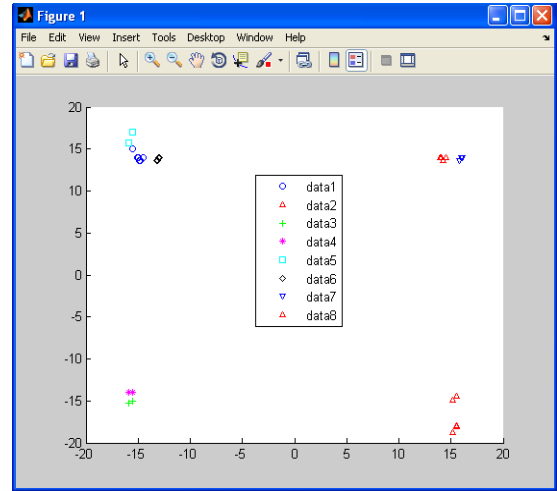 Figure 1
File Edit View Insert Tools Desktop Window Help
20
15
10
5
0
-5
-10
-15
-20
-20 -15 -10 -5 0 5 10 15 20
data1
data2
data3
data4
data5
data6
data7
data8